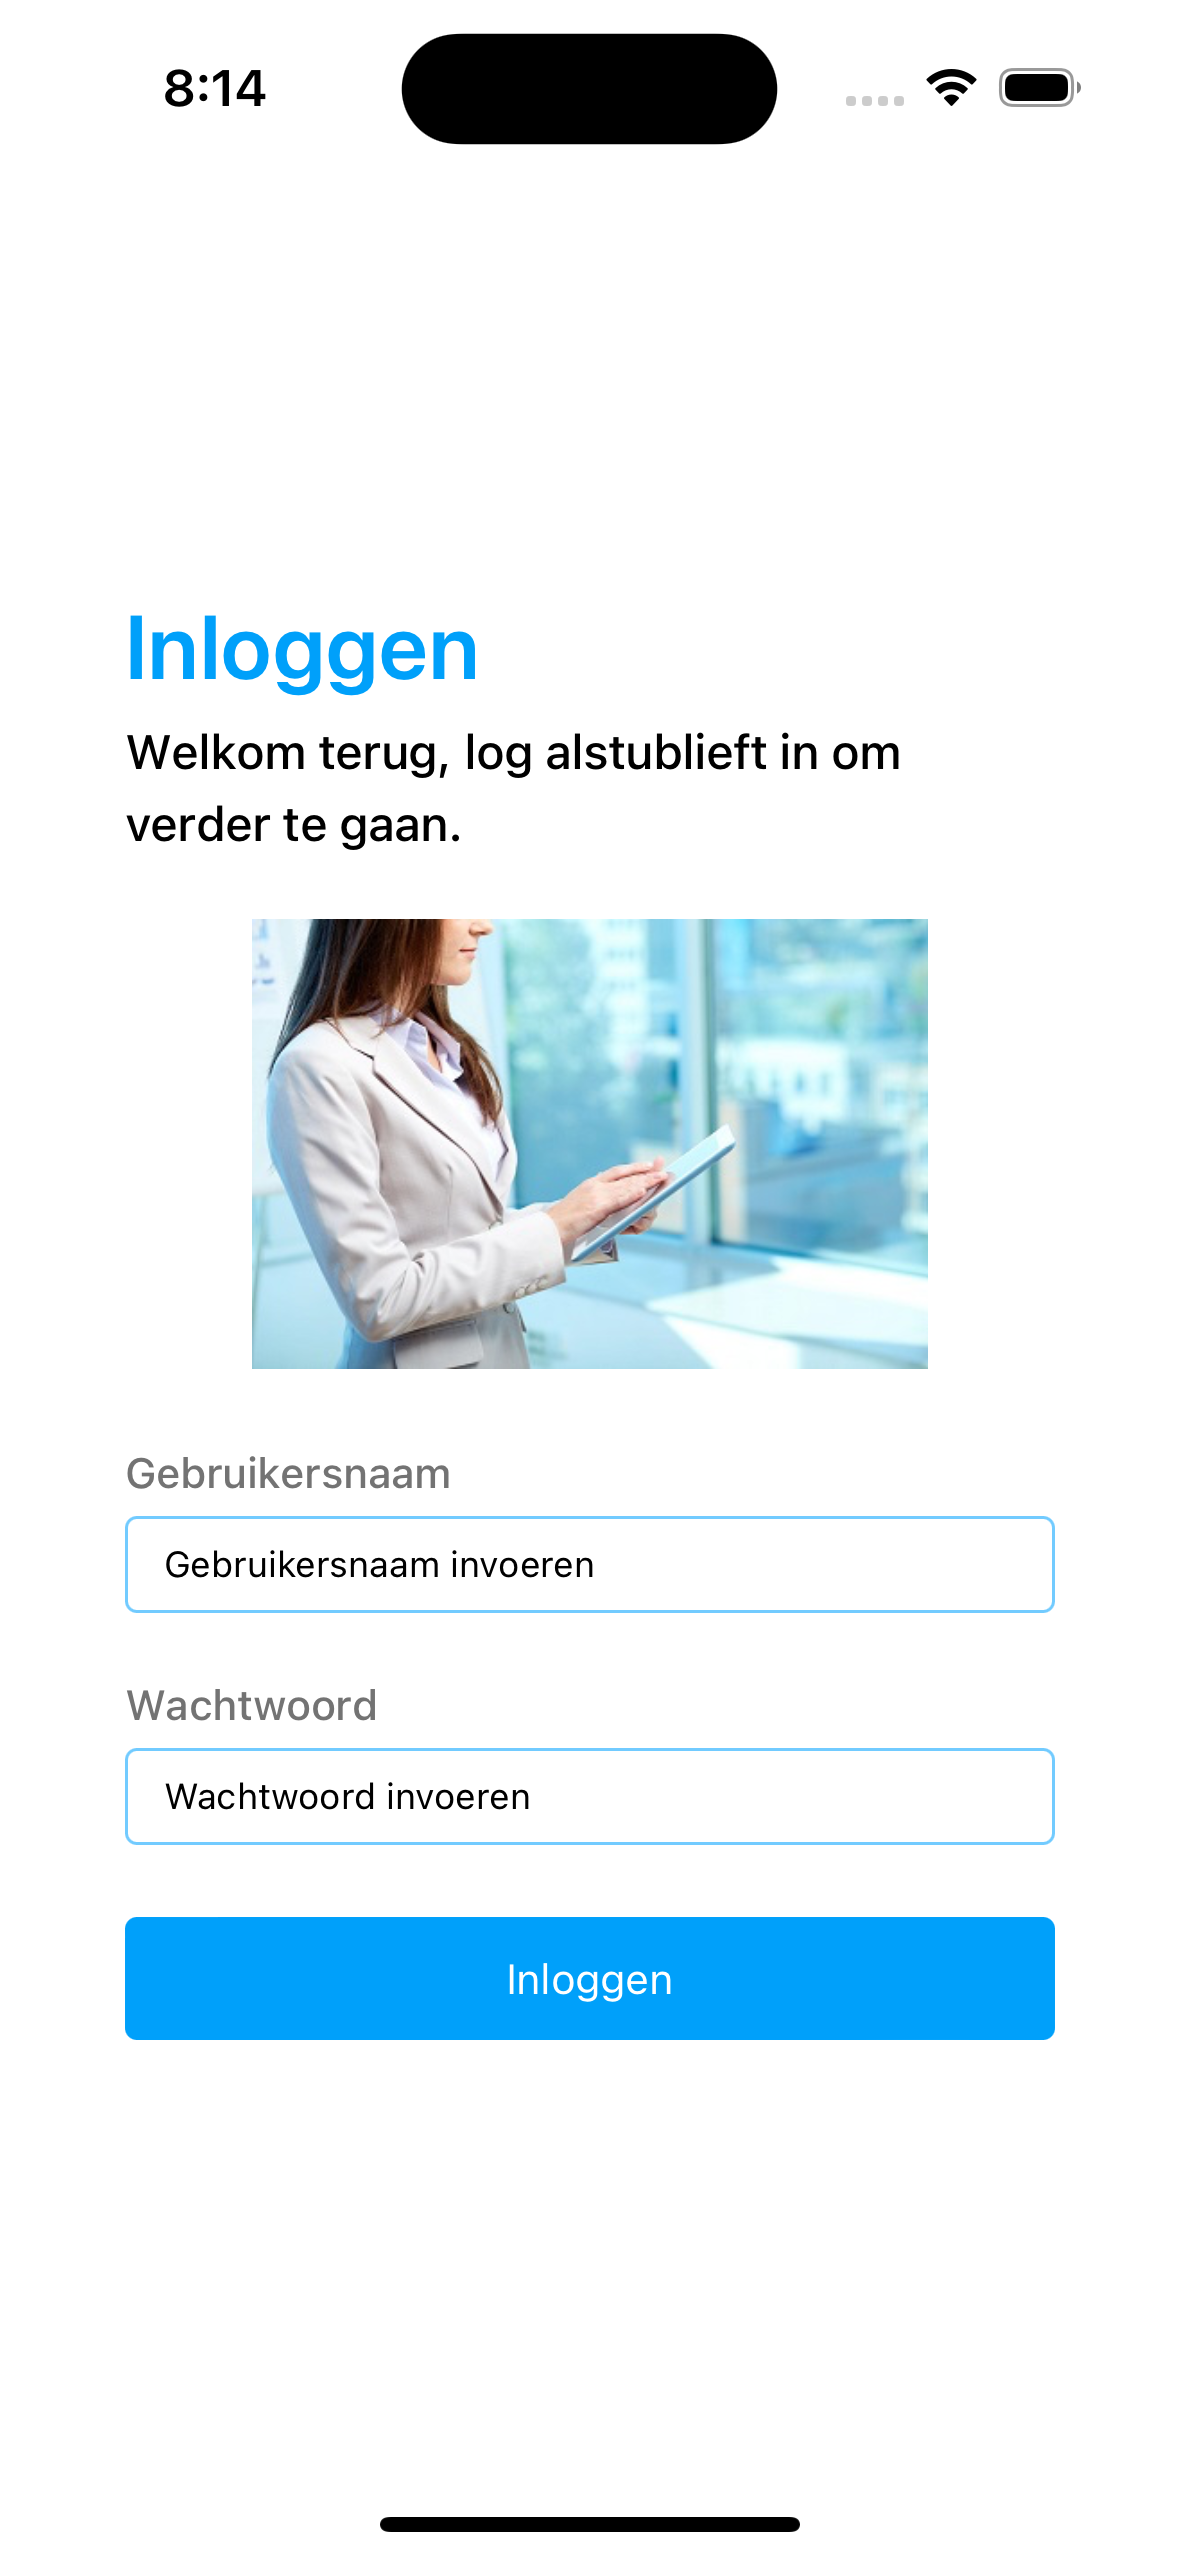 8:14
Inloggen
Welkom terug, log alstublieft in om
verder te gaan.
Gebruikersnaam
Gebruikersnaam invoeren
Wachtwoord
Wachtwoord invoeren
Inloggen